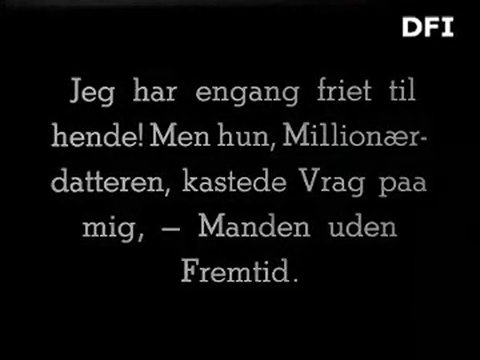 DFI
Jeg har engang friet til
hende! Men hun, Millionær-
datteren, kastede Vrag paa
mig, – Manden uden
Fremtid.